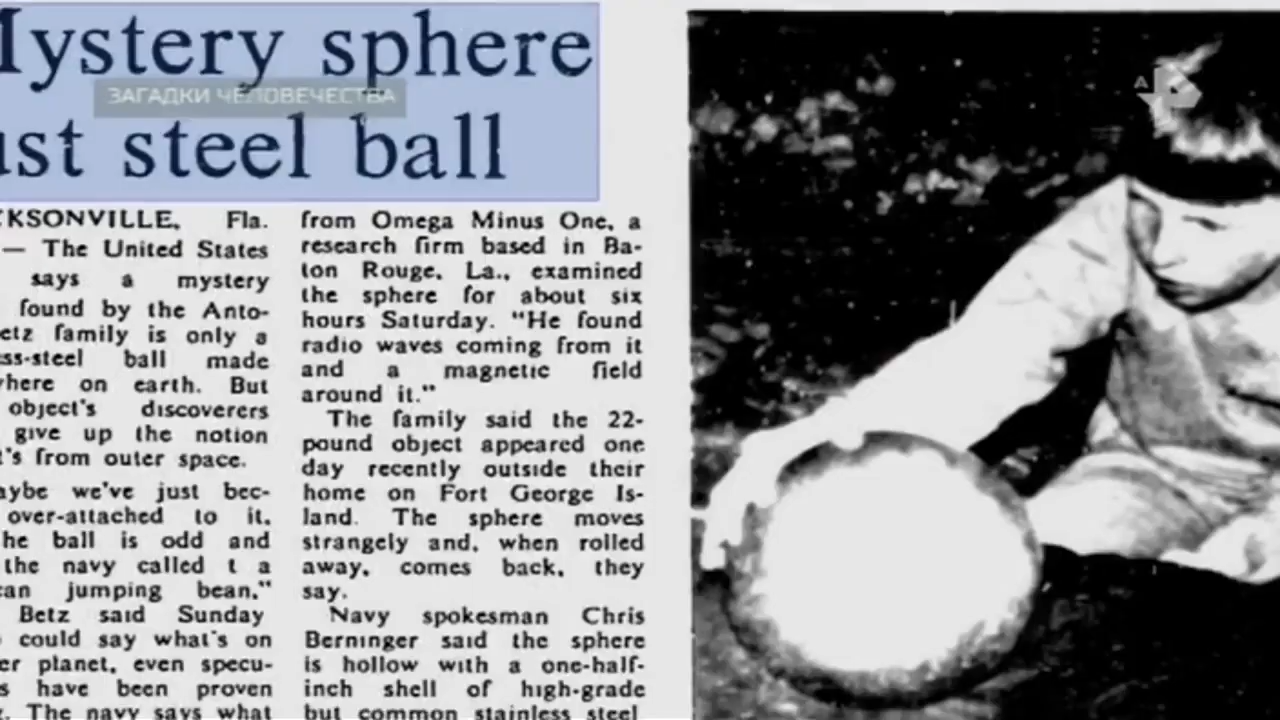 Mystery sphere
ust steel ball
ЗАГАДКИ ЧЕЛОВЕЧЕСТВА
CKSONVILLE, Fla.
— The United States
says a mystery
found by the Anto-
etz family is only a
ss-steel ball made
where on earth. But
object's discoverers
give up the notion
t's from outer space.
aybe we've just bec-
over-attached to it.
he ball is odd and
the navy called t a
can jumping bean,"
Betz said Sunday
could say what's on
er planet, even specu-
s have been proven
The navy says what
from Omega Minus One, a
research firm based in Ba-
ton Rouge, La., examined
the sphere for about six
hours Saturday. "He found
radio waves coming from it
and a magnetic field
around it."
The family said the 22-
pound object appeared one
day recently outside their
home on Fort George Is-
land. The sphere moves
strangely and, when rolled
away, comes back, they
say.
Navy spokesman Chris
Berninger said the sphere
is hollow with a one-half-
inch shell of high-grade
but common stainless steel